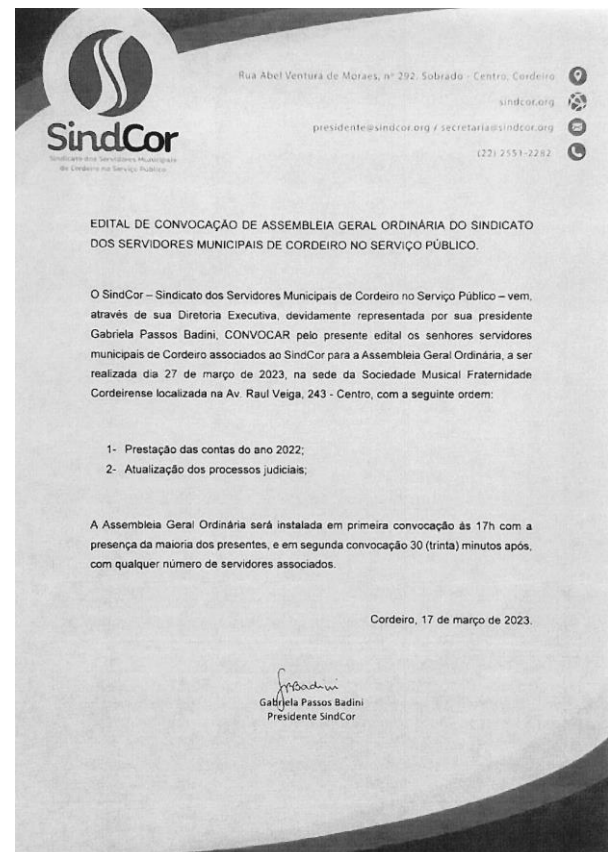 Rua Abel Ventura de Moraes, nº 292. Sobrado - Centro, Cordeiro
sindcor.org
presidente@sindcor.org / secretaria@sindcor.org
(22) 2551-2282
SindCor
Sindicato dos Servidores Municipais
de Cordeiro no Serviço Público
EDITAL DE CONVOCAÇÃO DE ASSEMBLEIA GERAL ORDINÁRIA DO SINDICATO
DOS SERVIDORES MUNICIPAIS DE CORDEIRO NO SERVIÇO PÚBLICO.
O SindCor – Sindicato dos Servidores Municipais de Cordeiro no Serviço Público – vem,
através de sua Diretoria Executiva, devidamente representada por sua presidente
Gabriela Passos Badini, CONVOCAR pelo presente edital os senhores servidores
municipais de Cordeiro associados ao SindCor para a Assembleia Geral Ordinária, a ser
realizada dia 27 de março de 2023, na sede da Sociedade Musical Fraternidade
Cordeirense localizada na Av. Raul Veiga, 243 - Centro, com a seguinte ordem:
1- Prestação das contas do ano 2022;
2- Atualização dos processos judiciais;
A Assembleia Geral Ordinária será instalada em primeira convocação às 17h com a
presença da maioria dos presentes, e em segunda convocação 30 (trinta) minutos após,
com qualquer número de servidores associados.
Cordeiro, 17 de março de 2023.
Badini
Gabriela Passos Badini
Presidente SindCor